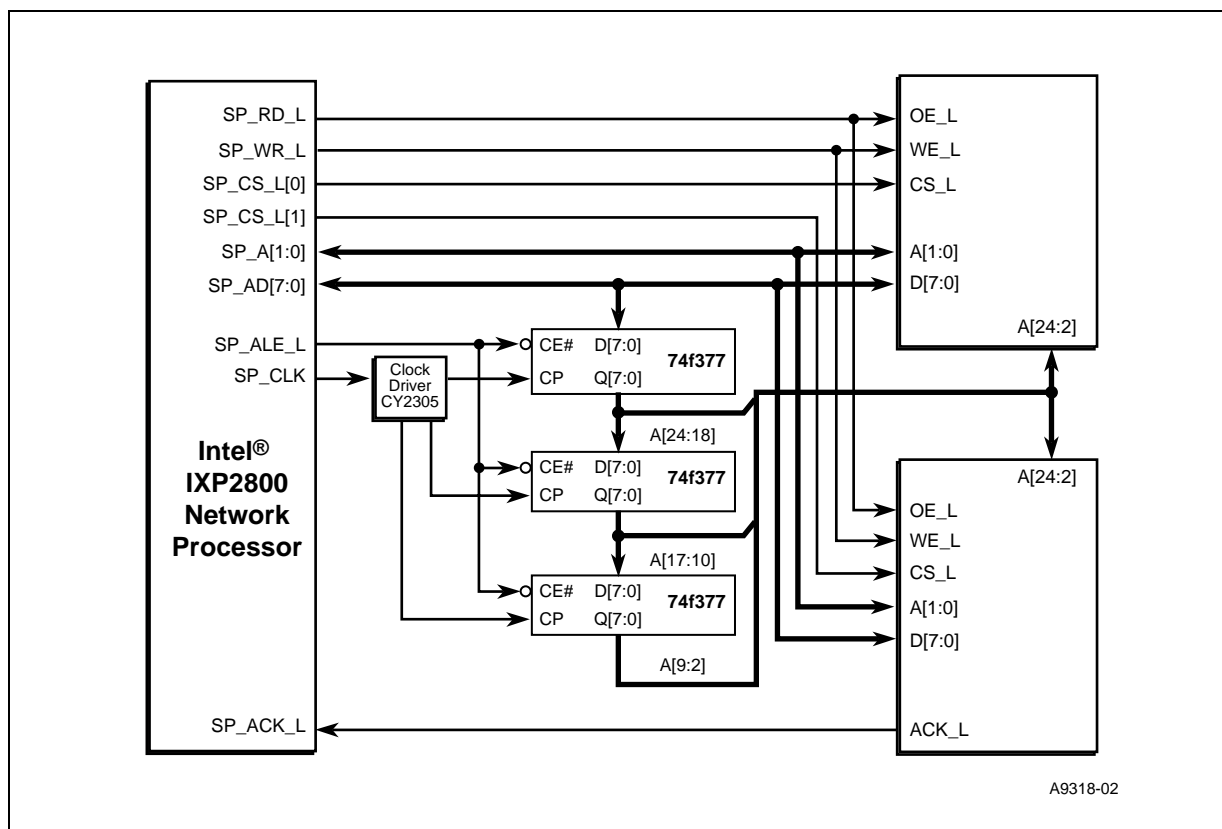 SP_RD_L
SP_WR_L
SP_CS_L[0]
SP_CS_L[1]
SP_A[1:0]
SP_AD[7:0]
SP_ALE_L
SP_CLK
Intel®
IXP2800
Network
Processor
SP_ACK_L
Clock
Driver
CY2305
CE# D[7:0]
74f377
CP Q[7:0]
A[24:18]
CE# D[7:0]
74f377
CP Q[7:0]
A[17:10]
CE# D[7:0]
74f377
CP Q[7:0]
A[9:2]
OE_L
WE_L
CS_L
A[1:0]
D[7:0]
A[24:2]
A[24:2]
OE_L
WE_L
CS_L
A[1:0]
D[7:0]
ACK_L
A9318-02